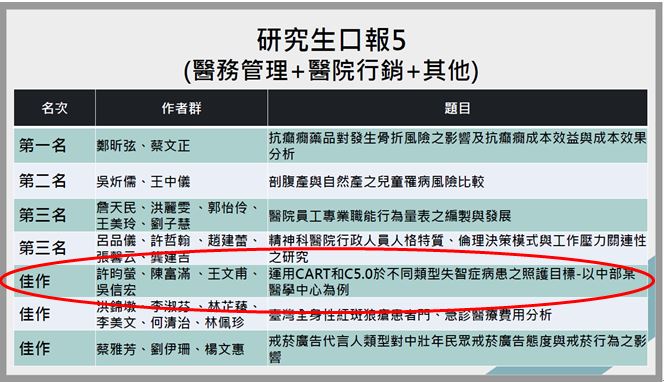 研究生口報5
(醫務管理+醫院行銷+其他)
名次 作者群 題目
第一名 鄭昕弦、蔡文正 抗癲癇藥品對發生骨折風險之影響及抗癲癇成本效益與成本效果
分析
第二名 吳炘儒、王中儀 剖腹產與自然產之兒童罹病風險比較
第三名 詹天民、洪麗雯、郭怡伶、
王美玲、劉子慧 醫院員工專業職能行為量表之編製與發展
第三名 呂品儀、許哲翰、趙建蕾、
張馨云、龔建吉 精神科醫院行政人員人格特質、倫理決策模式與工作壓力關連性
之研究
佳作 許昀螢、陳富滿、王文甫、
吳信宏 運用CART和C5.0於不同類型失智症病患之照護目標-以中部某
醫學中心為例
佳作 洪錦墩、李淑芬、林芷蓁、
李美文、何清治、林佩珍 臺灣全身性紅斑狼瘡患者門、急診醫療費用分析
佳作 蔡雅芳、劉伊珊、楊文惠 戒菸廣告代言人類型對中壯年民眾戒菸廣告態度與戒菸行為之影
響